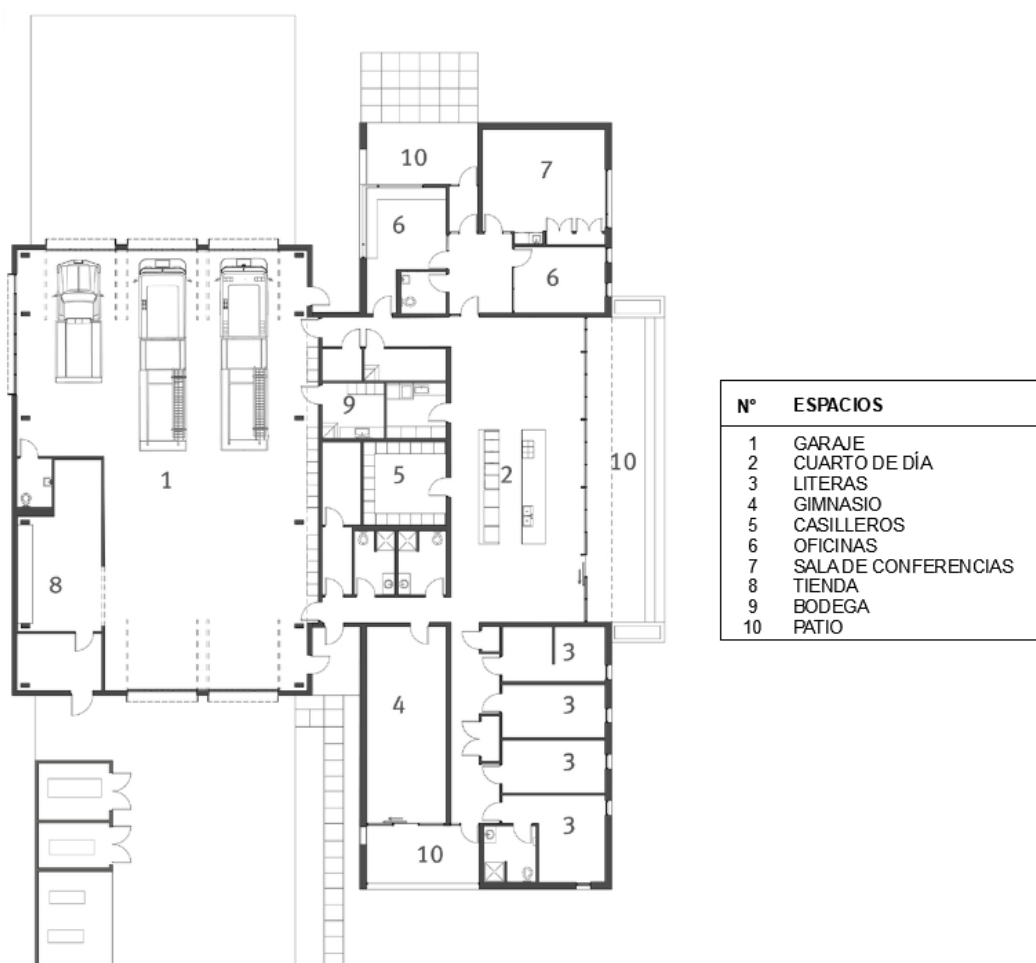 10
7
6
6
9
1
5
2
10
8
3
4
3
3
3
10
N° ESPACIOS
1 GARAJE
2 CUARTO DE DÍA
3 LITERAS
4 GIMNASIO
5 CASILLEROS
6 OFICINAS
7 SALA DE CONFERENCIAS
8 TIENDA
9 BODEGA
10 PATIO